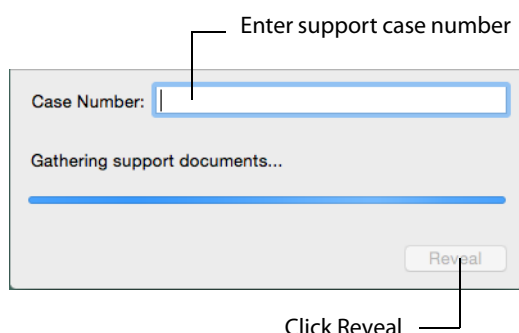 Enter support case number
Case Number:
Gathering support documents...
Reveal
Click Reveal